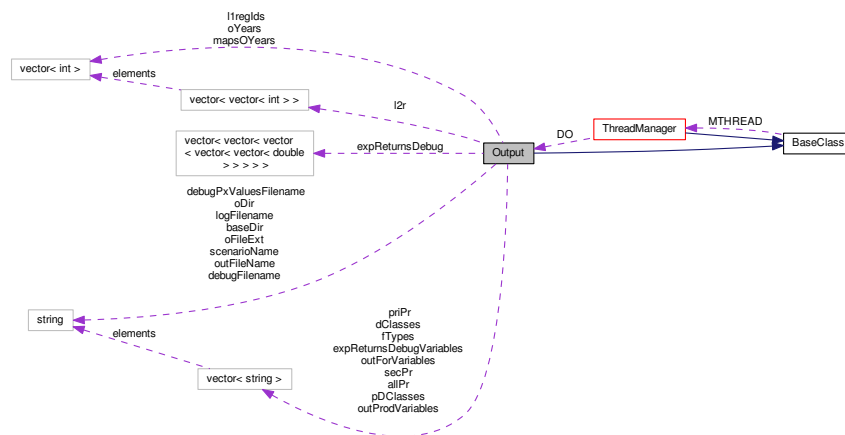 l1regIds
oYears
mapsOYears
vector< int >
elements
vector< vector< int > >
l2r
ThreadManager
MTHREAD
DO
BaseClass
vector< vector< vector
< vector< vector< double
> > > > >
expReturnsDebug
Output
debugPxValuesFilename
oDir
logFilename
baseDir
oFileExt
scenarioName
outFileName
debugFilename
string
elements
vector< string >
priPr
dClasses
fTypes
expReturnsDebugVariables
outForVariables
secPr
allPr
pDClasses
outProdVariables